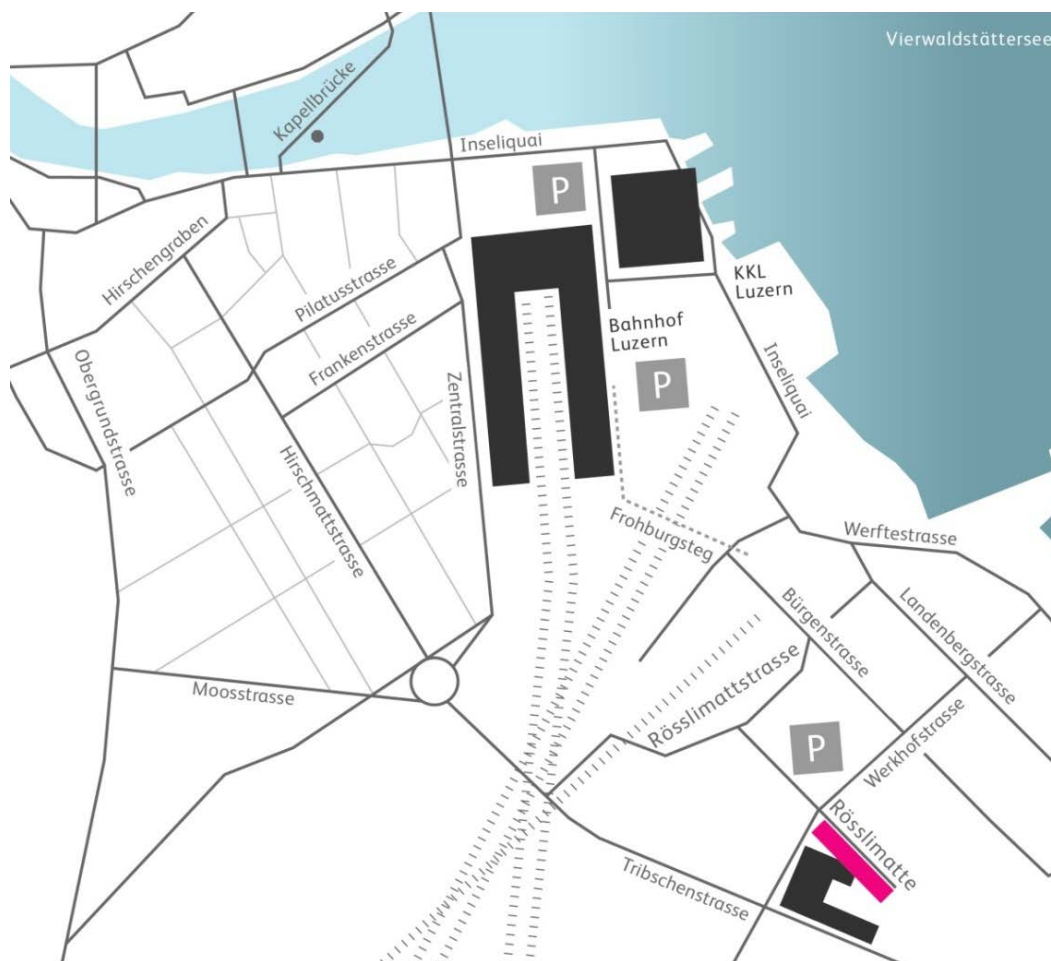 Vierwaldstättersee
Kapellbrücke
Inseliquai
P
Hirschengraben
Pilatusstrasse
KKL
Luzern
Frankenstrasse
Bahnhof
Luzern
Obergrundstrasse
Zentralstrasse
P
Inseliquai
Hirschmattstrasse
Frohburgsteg
Werftestrasse
Bürgenstrasse
Landenbergstrasse
Moosstrasse
Rösslimattstrasse
P
Werkhofstrasse
Rösslimatte
Tribschenstrasse